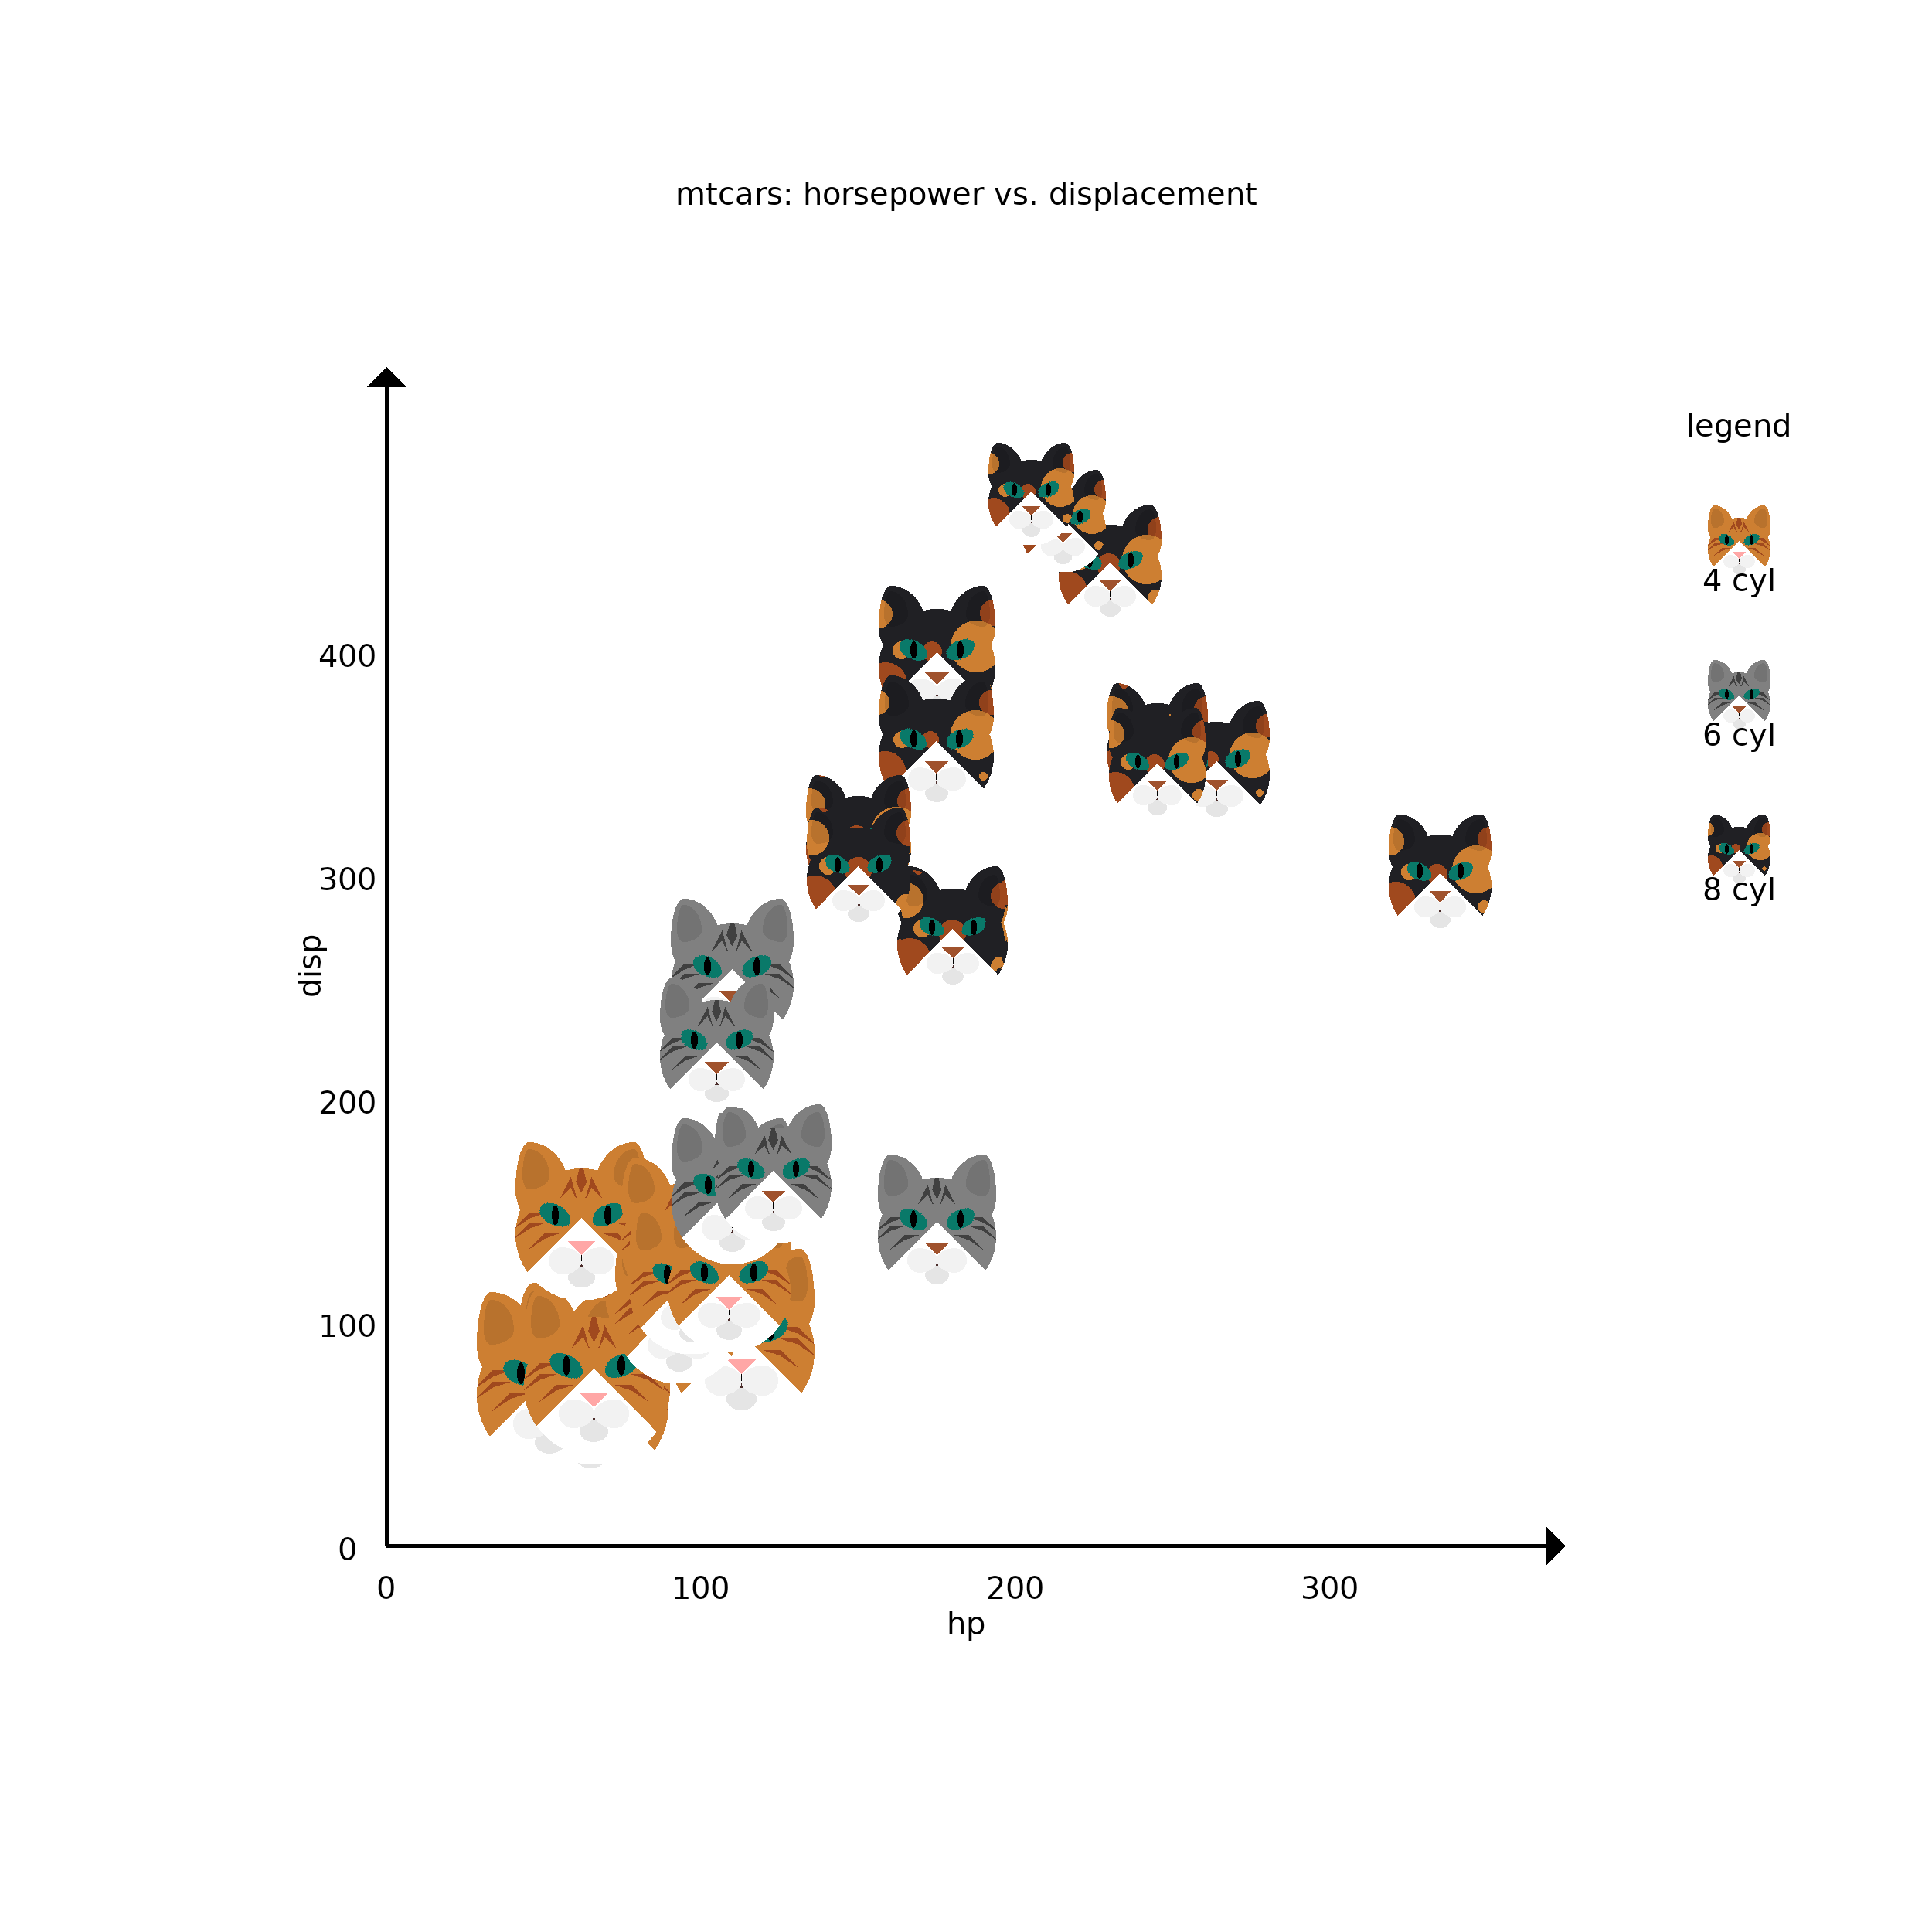 mtcars: horsepower vs. displacement
legend
4 cyl
6 cyl
8 cyl
400
300
200
100
0
disp
0 100 200 300
hp